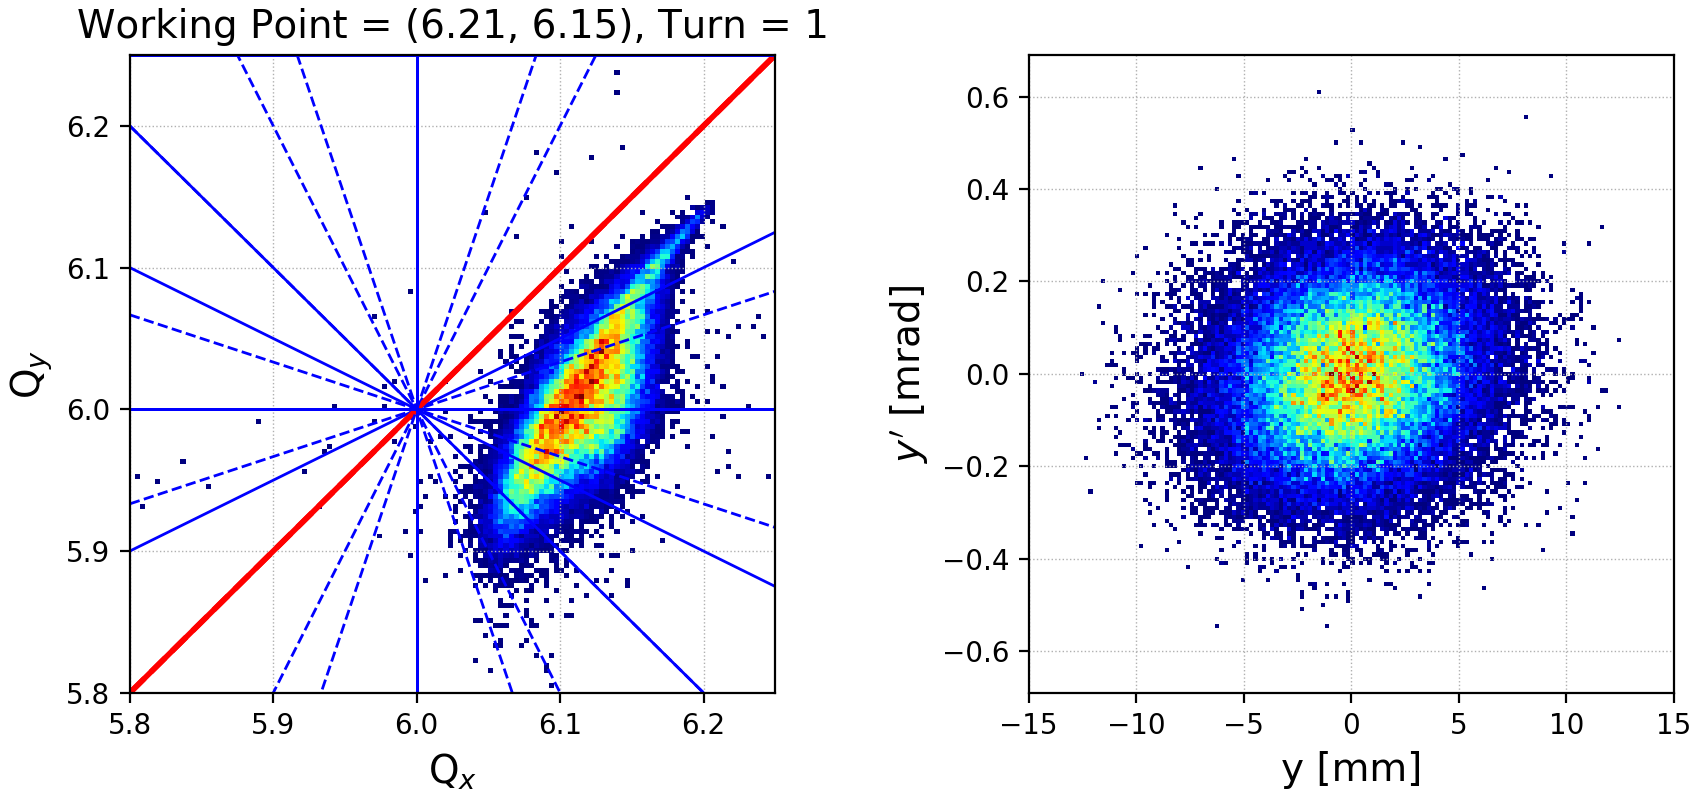 Working Point = (6.21, 6.15), Turn = 1
6.2
6.1
6.0
5.9
5.8
Q_y
5.8 5.9 6.0 6.1 6.2
Q_x
0.6
0.4
0.2
0.0
−0.2
−0.4
−0.6
y′ [mrad]
−15 −10 −5 0 5 10 15
y [mm]